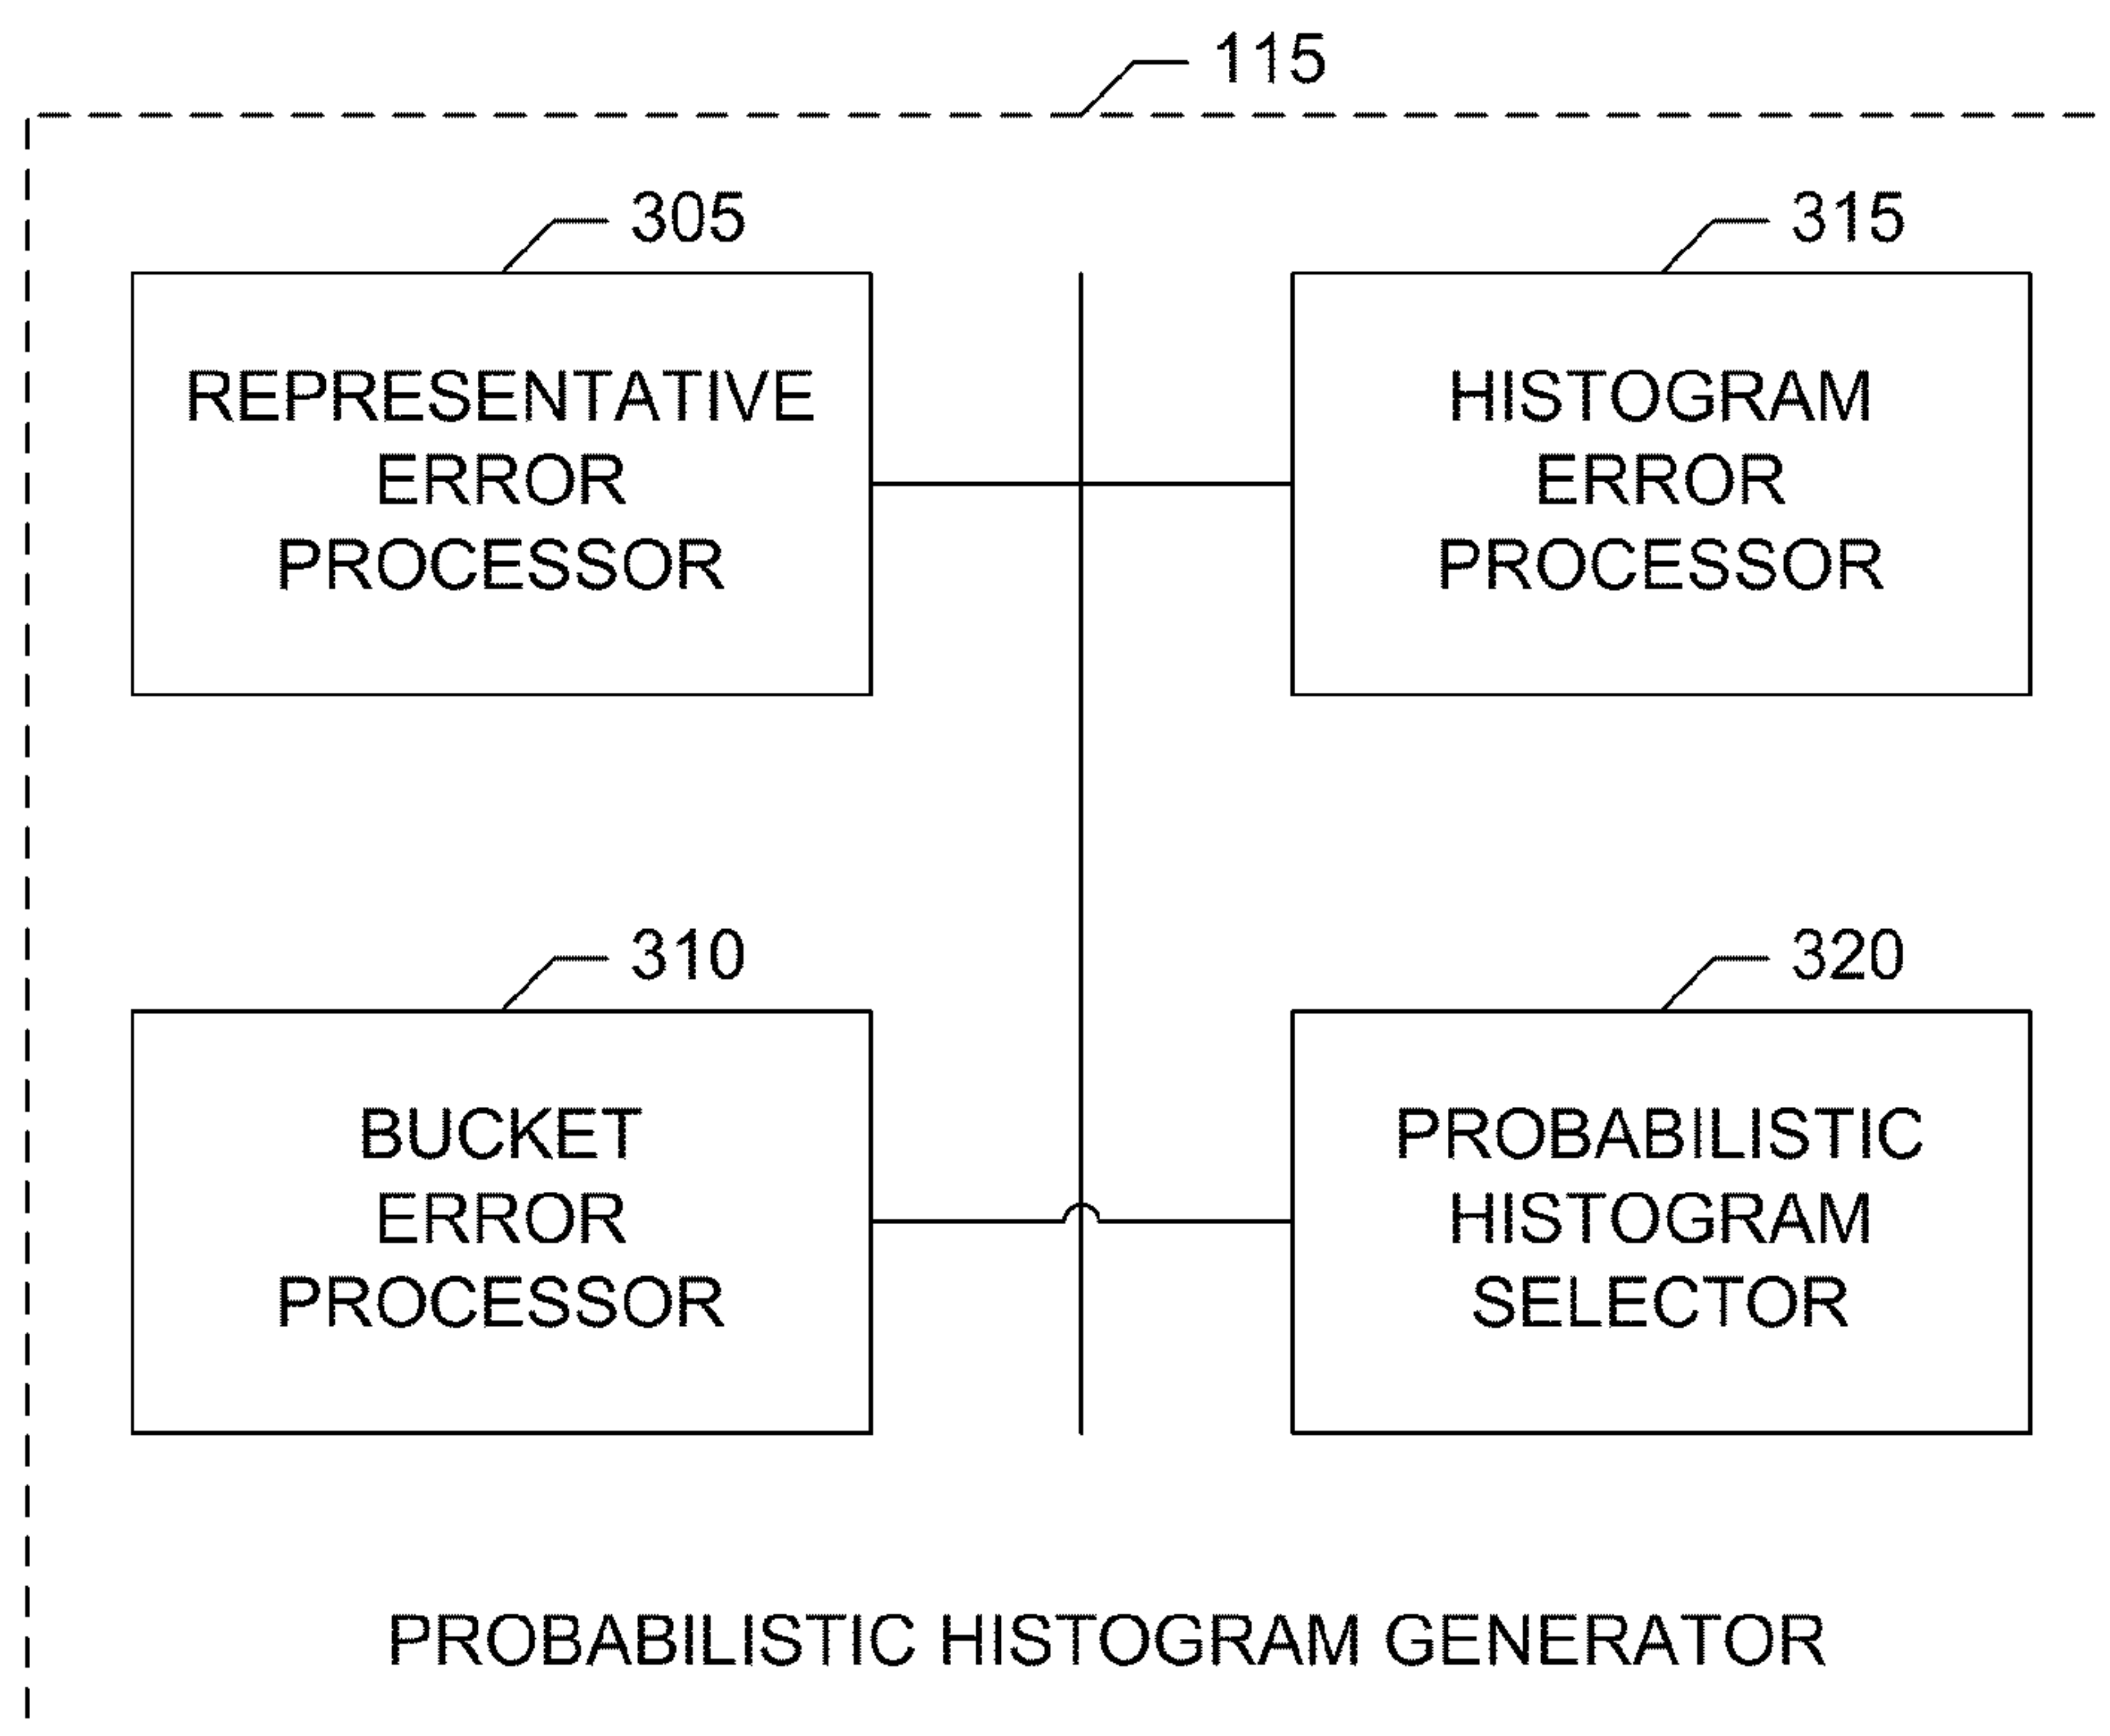 115
305
REPRESENTATIVE
ERROR
PROCESSOR
315
HISTOGRAM
ERROR
PROCESSOR
310
BUCKET
ERROR
PROCESSOR
320
PROBABILISTIC
HISTOGRAM
SELECTOR
PROBABILISTIC HISTOGRAM GENERATOR